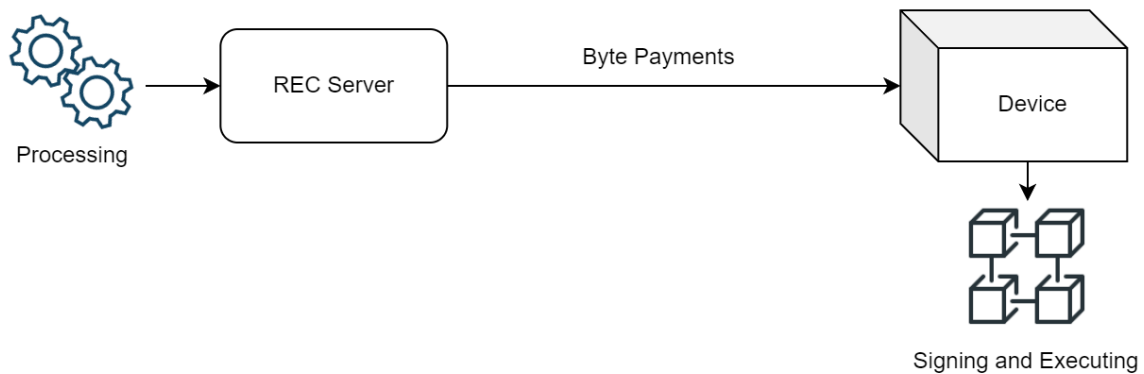 Byte Payments
REC Server
Device
Processing
Signing and Executing